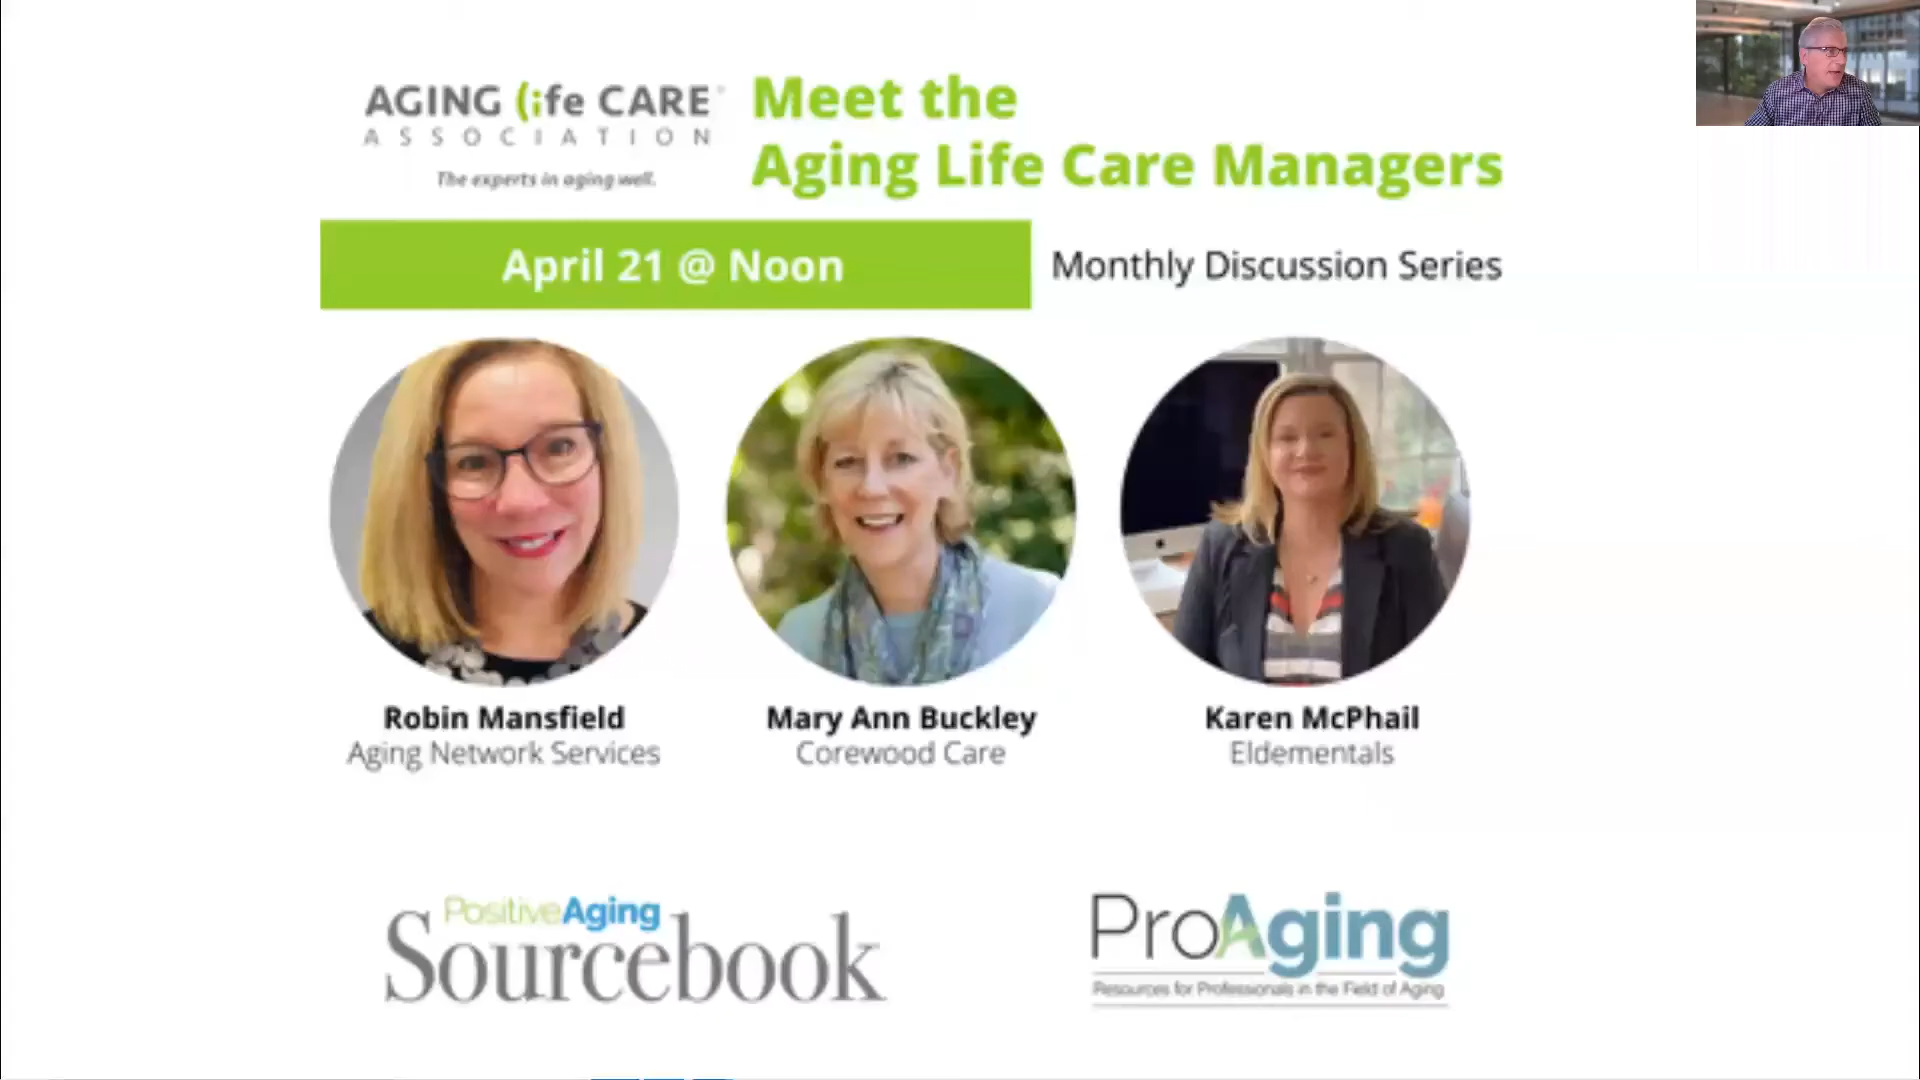 AGING life CARE
ASSOCIATION
The experts in aging well.
Meet the
Aging Life Care Managers
April 21 @ Noon
Monthly Discussion Series
Robin Mansfield
Aging Network Services
Mary Ann Buckley
Corewood Care
Karen McPhail
Eldementals
PositiveAging
Sourcebook
ProAging
Resources for Professionals in the Field of Aging